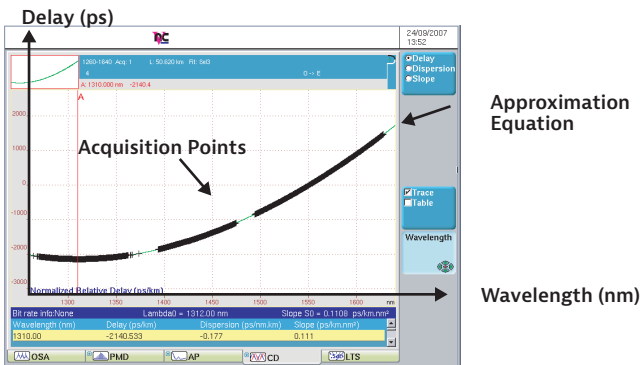 Delay (ps)
24/09/2007
13:52
1260-1640 Acq: 1 L: 50.620 km Fit: Sel3
4 O -> E
A: 1310.000 nm -2140.4
A
Delay
Dispersion
Slope
Approximation
Equation
Acquisition Points
2000
1000
0
-1000
-2000
-3000
Trace
Table
Wavelength
Normalized Relative Delay (ps/km)
1300 1350 1400 1450 1500 1550 1600 nm
Wavelength (nm)
Bit rate info:None Lambda0 = 1312.00 nm Slope S0 = 0.1108 ps/km.nm²
Wavelength (nm) Delay (ps/km) Dispersion (ps/nm.km) Slope (ps/km.nm²)
1310.00 -2140.533 -0.177 0.111
OSA PMD AP CD LTS